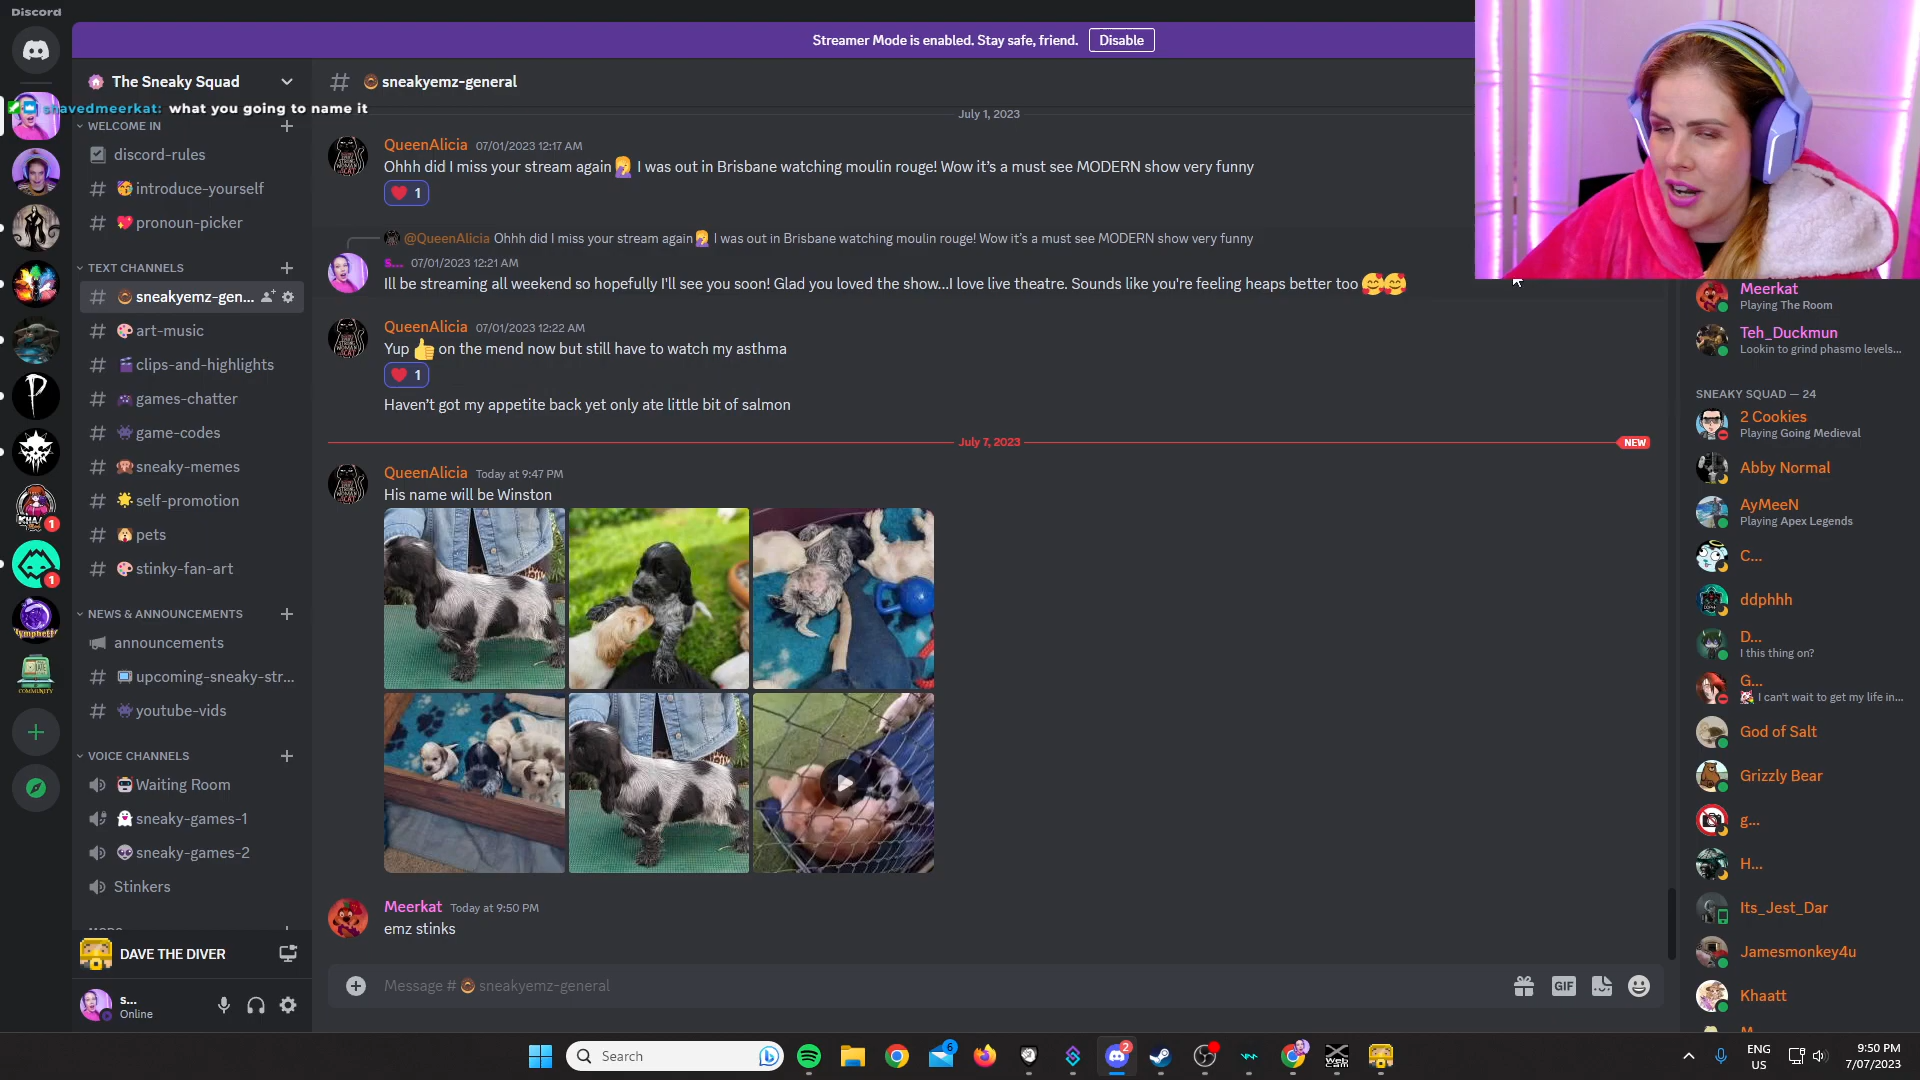 Discord
Streamer Mode is enabled. Stay safe, friend.
Disable
The Sneaky Squad
shavedmeerkat: what you going to name it
WELCOME IN
discord-rules
introduce-yourself
pronoun-picker
TEXT CHANNELS
sneakyemz-gen...
art-music
clips-and-highlights
games-chatter
game-codes
sneaky-memes
self-promotion
pets
stinky-fan-art
NEWS & ANNOUNCEMENTS
announcements
upcoming-sneaky-str...
youtube-vids
VOICE CHANNELS
Waiting Room
sneaky-games-1
sneaky-games-2
Stinkers
DAVE THE DIVER
s...
Online
sneakyemz-general
July 1, 2023
QueenAlicia 07/01/2023 12:17 AM
Ohhh did I miss your stream again 🤦‍♀️ I was out in Brisbane watching moulin rouge! Wow it's a must see MODERN show very funny
❤️ 1
@QueenAlicia Ohhh did I miss your stream again 🤦‍♀️ I was out in Brisbane watching moulin rouge! Wow it's a must see MODERN show very funny
s... 07/01/2023 12:21 AM
Ill be streaming all weekend so hopefully I'll see you soon! Glad you loved the show...I love live theatre. Sounds like you're feeling heaps better too 🥰🥰
QueenAlicia 07/01/2023 12:22 AM
Yup 👍 on the mend now but still have to watch my asthma
❤️ 1
Haven't got my appetite back yet only ate little bit of salmon
July 7, 2023
NEW
QueenAlicia Today at 9:47 PM
His name will be Winston
Meerkat Today at 9:50 PM
emz stinks
Message # 🍩 sneakyemz-general
GIF
Meerkat
Playing The Room
Teh_Duckmun
Lookin to grind phasmo levels...
SNEAKY SQUAD — 24
2 Cookies
Playing Going Medieval
Abby Normal
AyMeeN
Playing Apex Legends
C...
ddphhh
D...
I this thing on?
G...
I can't wait to get my life in...
God of Salt
Grizzly Bear
g...
H...
Its_Jest_Dar
Jamesmonkey4u
Khaatt
Search
6
2
ENG
US
9:50 PM
7/07/2023